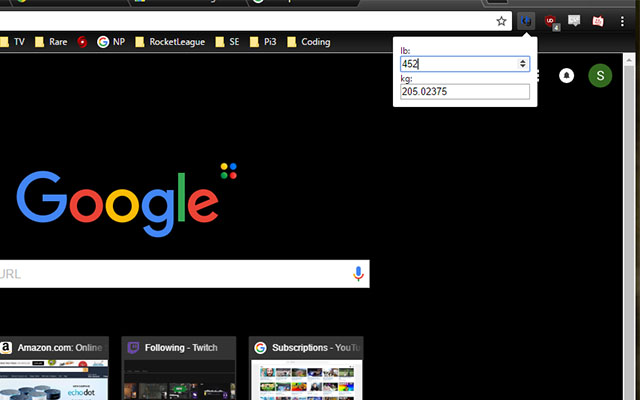 TV
Rare
NP
RocketLeague
SE
Pi3
Coding
4
lb:
452
kg:
205.02375
S
Google
URL
Amazon.com: Online
Following - Twitch
Subscriptions - YouTu
echo dot